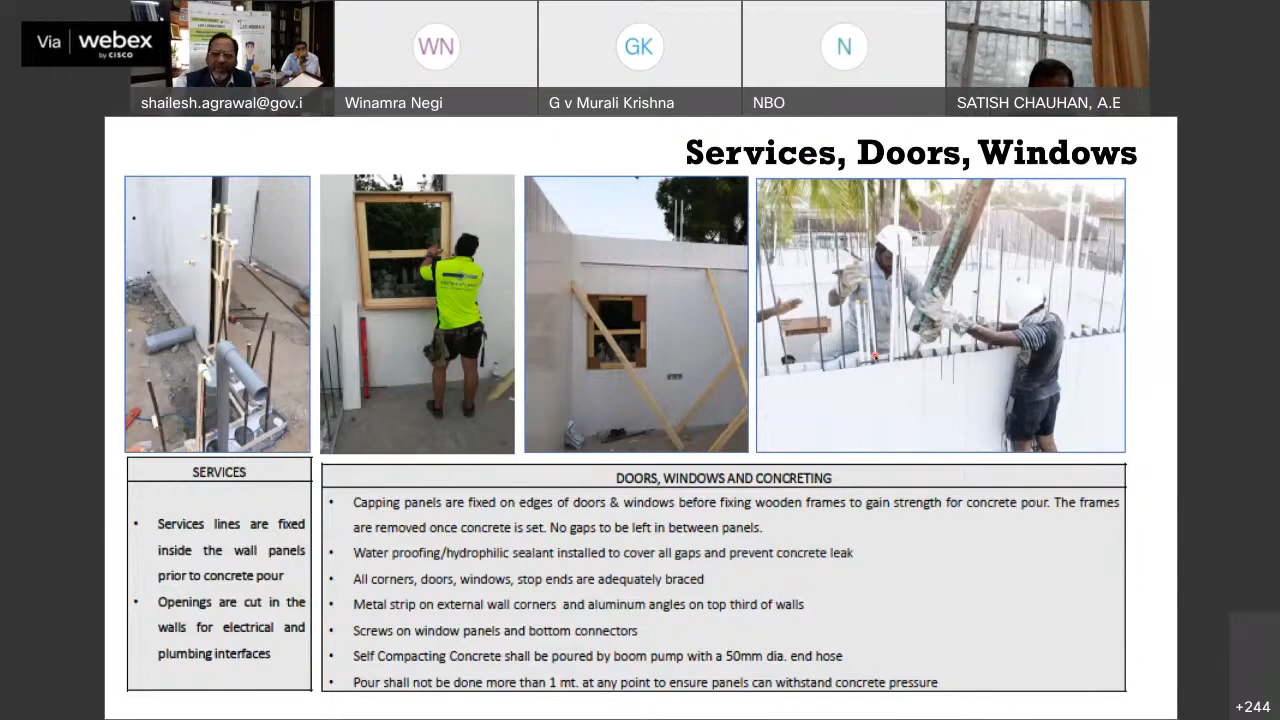 Via webex
by CISCO
shailesh.agrawal@gov.i
WN
Winamra Negi
GK
G v Murali Krishna
N
NBO
SATISH CHAUHAN, A.E
Services, Doors, Windows
SERVICES
• Services lines are fixed
inside the wall panels
prior to concrete pour
• Openings are cut in the
walls for electrical and
plumbing interfaces
DOORS, WINDOWS AND CONCRETING
• Capping panels are fixed on edges of doors & windows before fixing wooden frames to gain strength for concrete pour. The frames
are removed once concrete is set. No gaps to be left in between panels.
• Water proofing/hydrophilic sealant installed to cover all gaps and prevent concrete leak
• All corners, doors, windows, stop ends are adequately braced
• Metal strip on external wall corners and aluminum angles on top third of walls
• Screws on window panels and bottom connectors
• Self Compacting Concrete shall be poured by boom pump with a 50mm dia. end hose
• Pour shall not be done more than 1 mt. at any point to ensure panels can withstand concrete pressure
+244